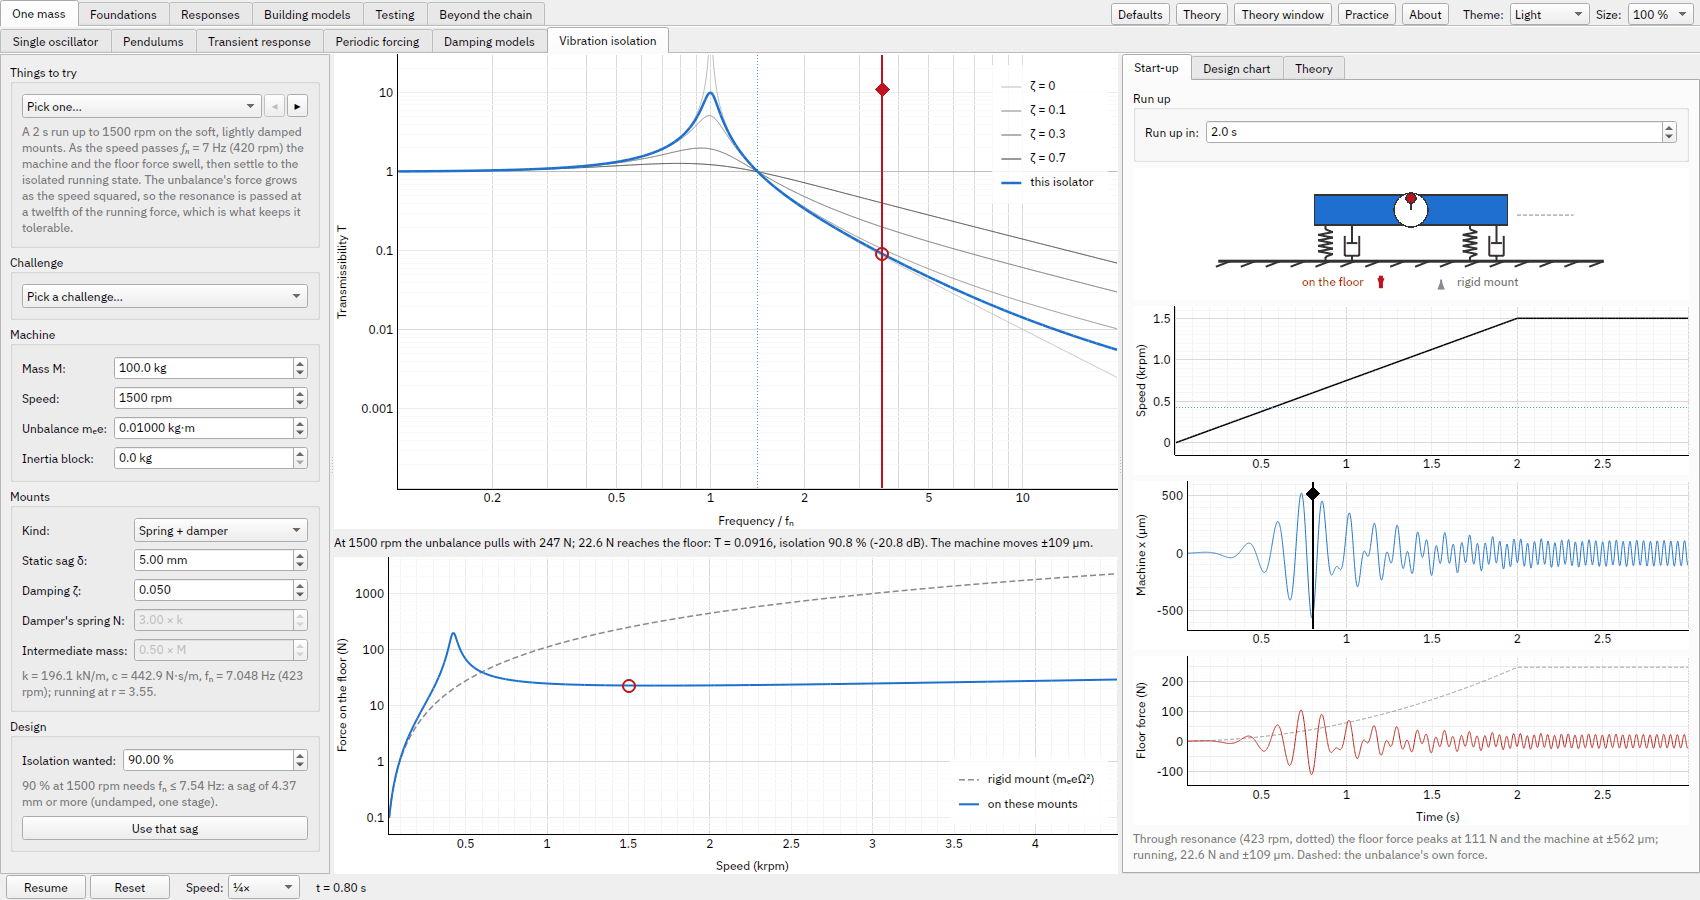 One mass
Foundations
Responses
Building models
Testing
Beyond the chain
Defaults
Theory
Theory window
Practice
About
Theme:
Light
Size:
100 %
Single oscillator
Pendulums
Transient response
Periodic forcing
Damping models
Vibration isolation
Things to try
Pick one...
A 2 s run up to 1500 rpm on the soft, lightly damped
mounts. As the speed passes fₙ = 7 Hz (420 rpm) the
machine and the floor force swell, then settle to the
isolated running state. The unbalance's force grows
as the speed squared, so the resonance is passed at
a twelfth of the running force, which is what keeps it
tolerable.
Challenge
Pick a challenge...
Machine
Mass M:
100.0 kg
Speed:
1500 rpm
Unbalance mₑe:
0.01000 kg·m
Inertia block:
0.0 kg
Mounts
Kind:
Spring + damper
Static sag δ:
5.00 mm
Damping ζ:
0.050
Damper's spring N:
3.00 × k
Intermediate mass:
0.50 × M
k = 196.1 kN/m, c = 442.9 N·s/m, fₙ = 7.048 Hz (423
rpm); running at r = 3.55.
Design
Isolation wanted:
90.00 %
90 % at 1500 rpm needs fₙ ≤ 7.54 Hz: a sag of 4.37
mm or more (undamped, one stage).
Use that sag
Resume
Reset
Speed:
¼×
t = 0.80 s
Transmissibility T
10
1
0.1
0.01
0.001
0.2
0.5
1
2
5
10
Frequency / fₙ
ζ = 0
ζ = 0.1
ζ = 0.3
ζ = 0.7
this isolator
At 1500 rpm the unbalance pulls with 247 N; 22.6 N reaches the floor: T = 0.0916, isolation 90.8 % (-20.8 dB). The machine moves ±109 µm.
Force on the floor (N)
1000
100
10
1
0.1
0.5
1
1.5
2
2.5
3
3.5
4
Speed (krpm)
rigid mount (mₑeΩ²)
on these mounts
Start-up
Design chart
Theory
Run up
Run up in:
2.0 s
on the floor
rigid mount
Speed (krpm)
1.5
1.0
0.5
0
0.5
1
1.5
2
2.5
Machine x (µm)
500
0
-500
0.5
1
1.5
2
2.5
Floor force (N)
200
100
0
-100
0.5
1
1.5
2
2.5
Time (s)
Through resonance (423 rpm, dotted) the floor force peaks at 111 N and the machine at ±562 µm;
running, 22.6 N and ±109 µm. Dashed: the unbalance's own force.